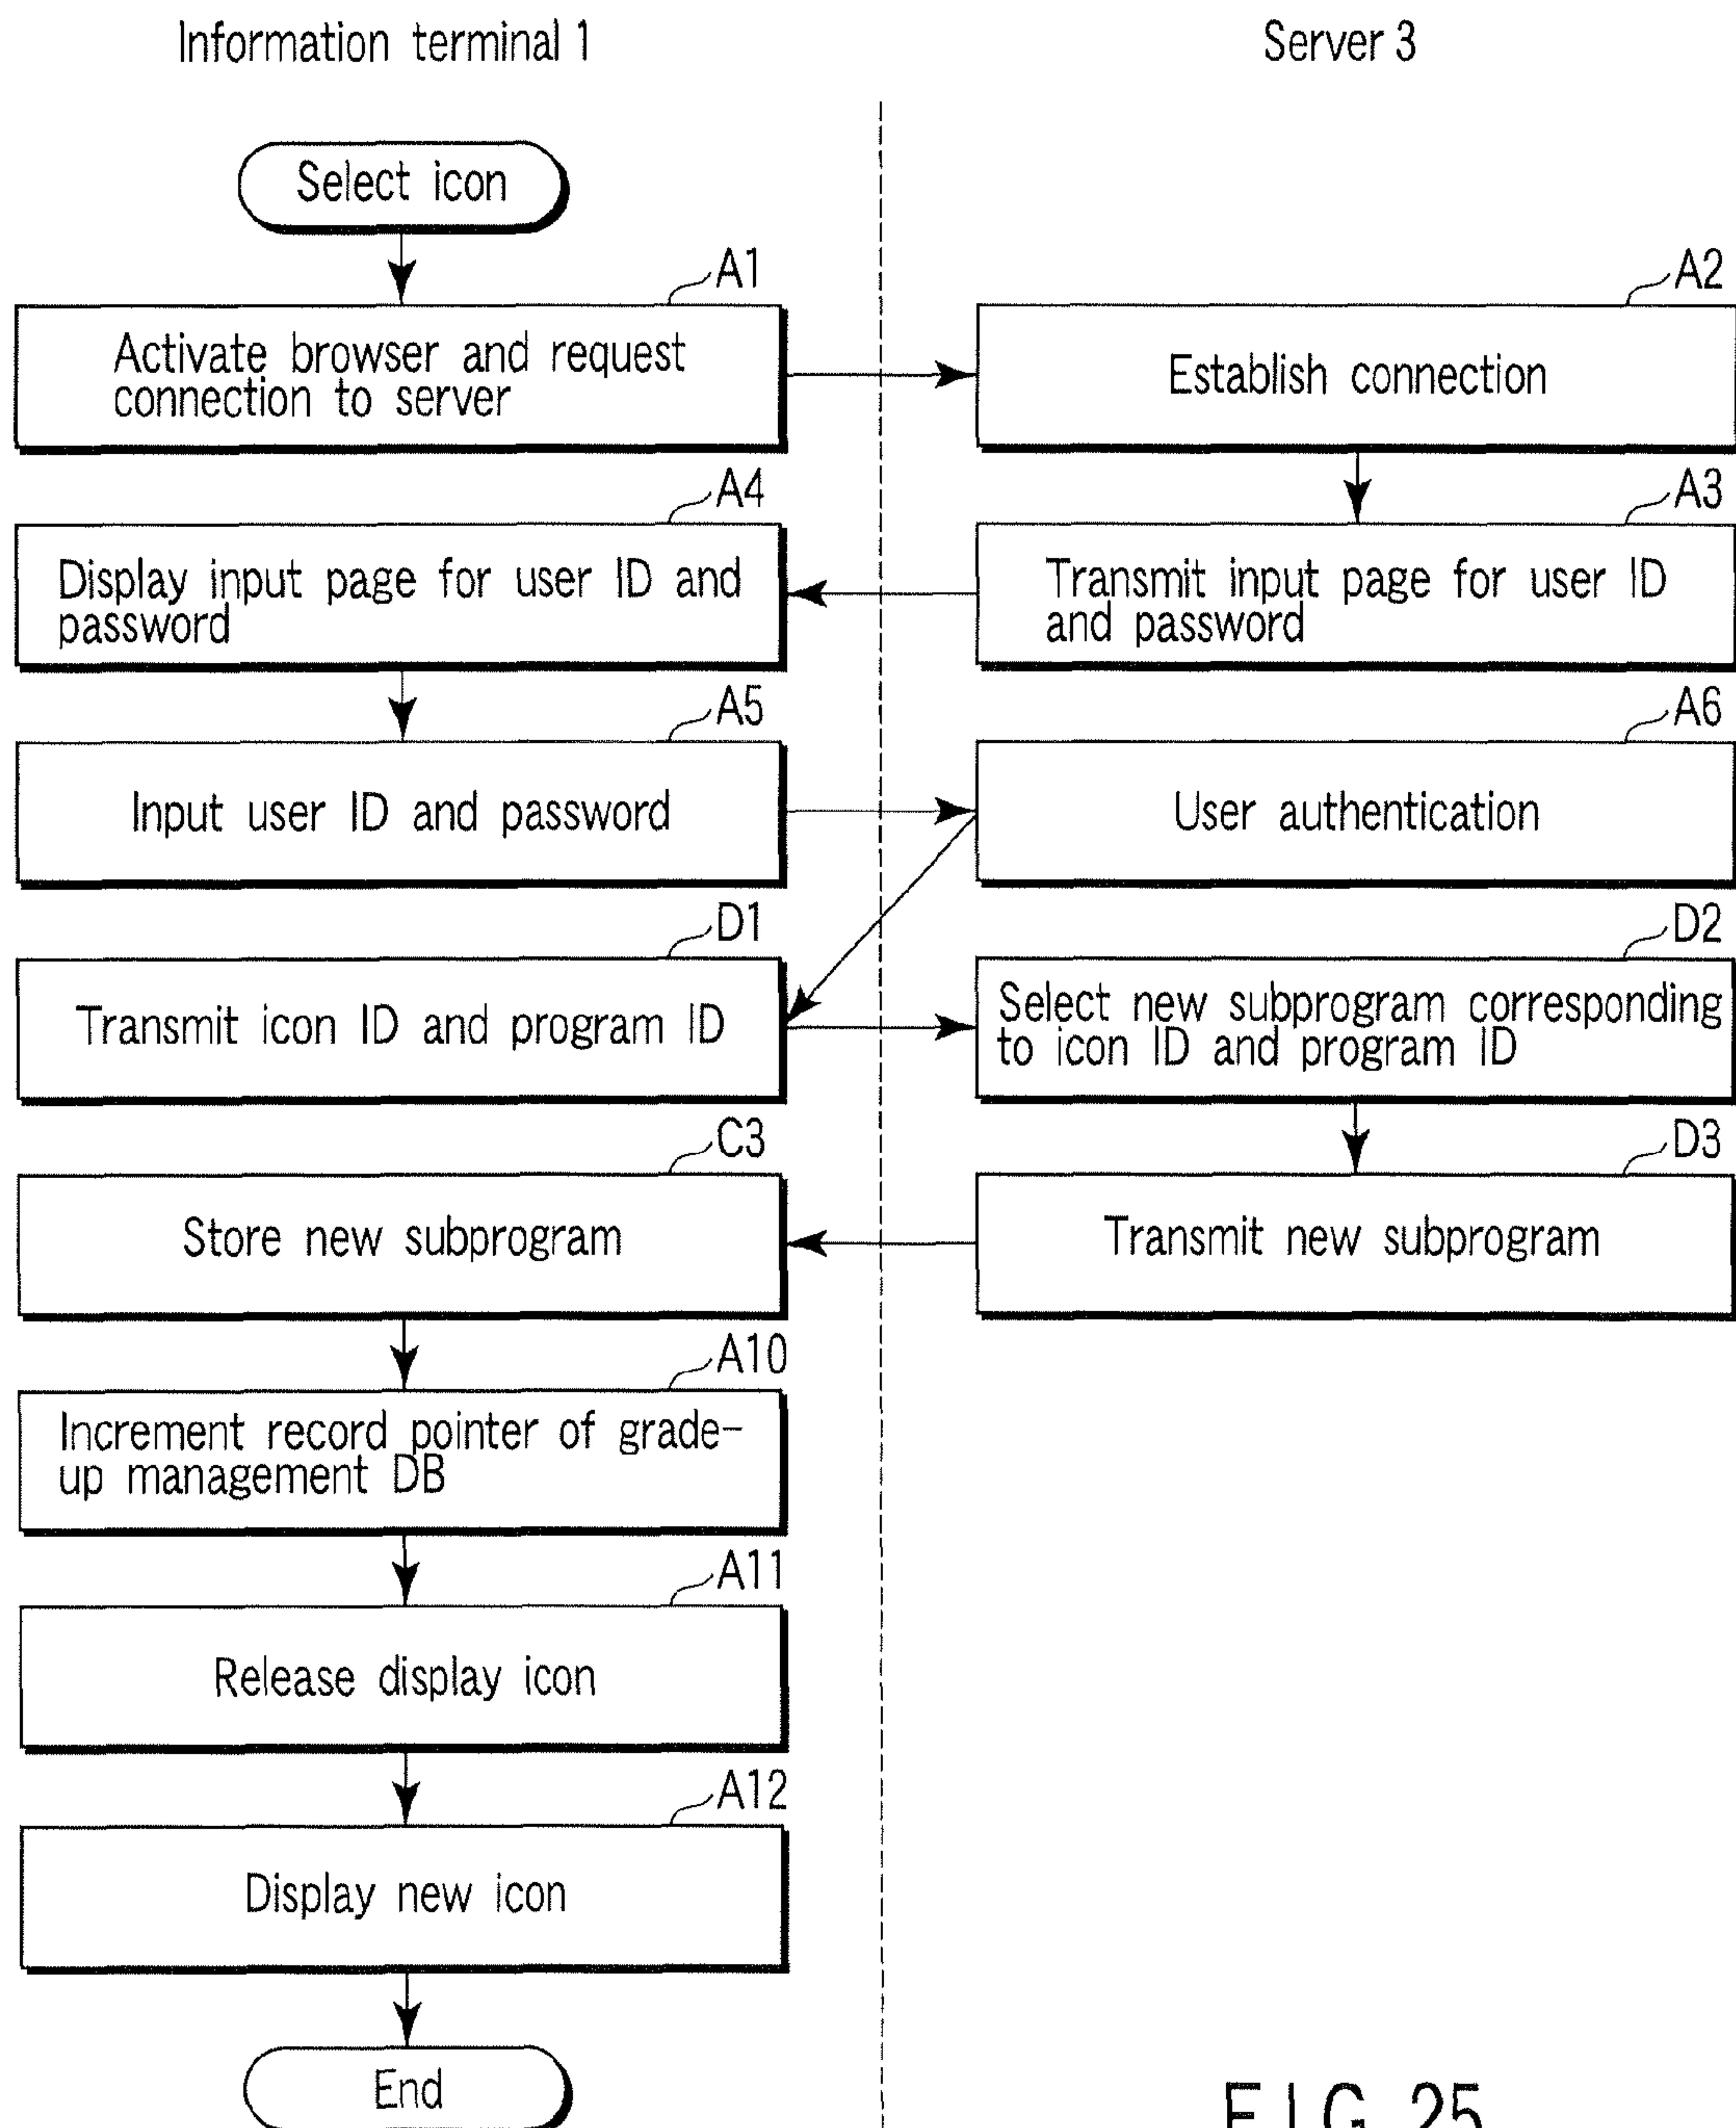 Information terminal 1
Server 3
Select icon
A1
Activate browser and request
connection to server
A2
Establish connection
A4
Display input page for user ID and
password
A3
Transmit input page for user ID
and password
A5
Input user ID and password
A6
User authentication
D1
Transmit icon ID and program ID
D2
Select new subprogram corresponding
to icon ID and program ID
C3
Store new subprogram
D3
Transmit new subprogram
A10
Increment record pointer of grade-
up management DB
A11
Release display icon
A12
Display new icon
End
FIG. 25